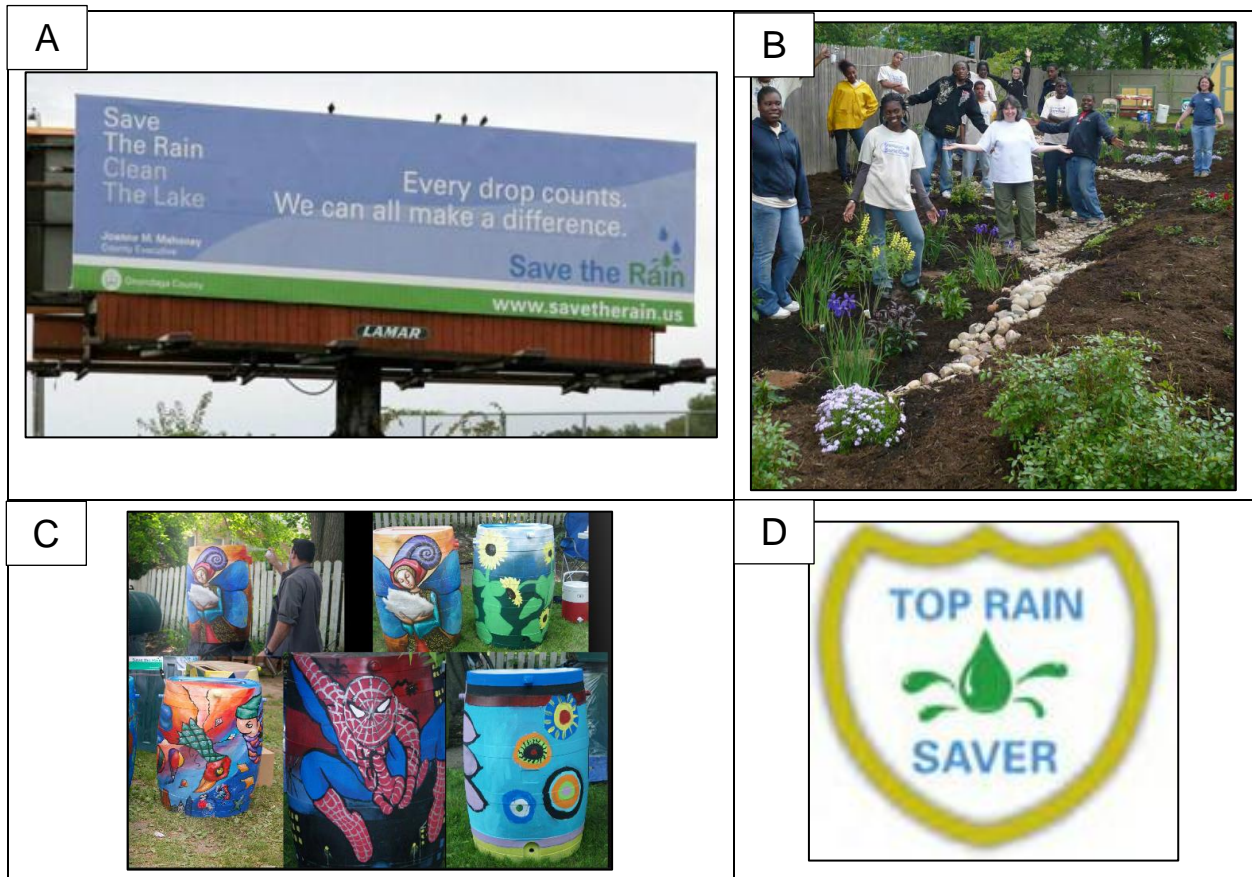 A
Save
The Rain
Clean
The Lake
Every drop counts.
We can all make a difference.
Joanne M. Mahoney
County Executive
Save the Rain
Onondaga County
www.savetherain.us
LAMAR
B
C
D
TOP RAIN
SAVER